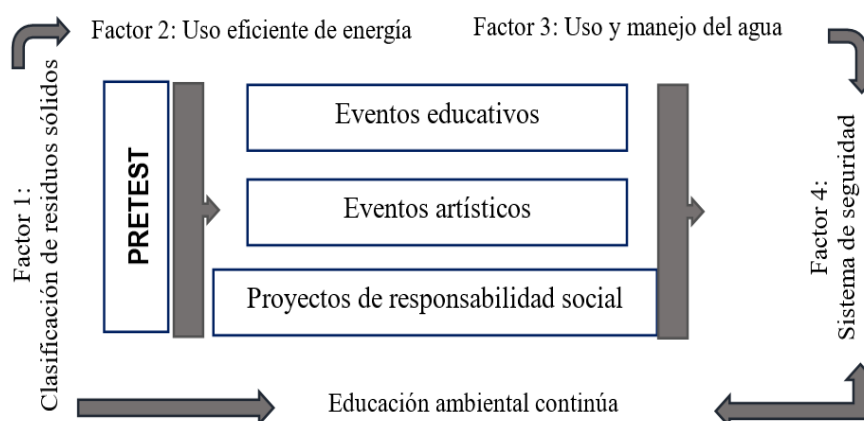 Factor 2: Uso eficiente de energía
Factor 3: Uso y manejo del agua
Factor 1:
Clasificación de residuos sólidos
PRETEST
Eventos educativos
Eventos artísticos
Proyectos de responsabilidad social
Factor 4:
Sistema de seguridad
Educación ambiental continúa